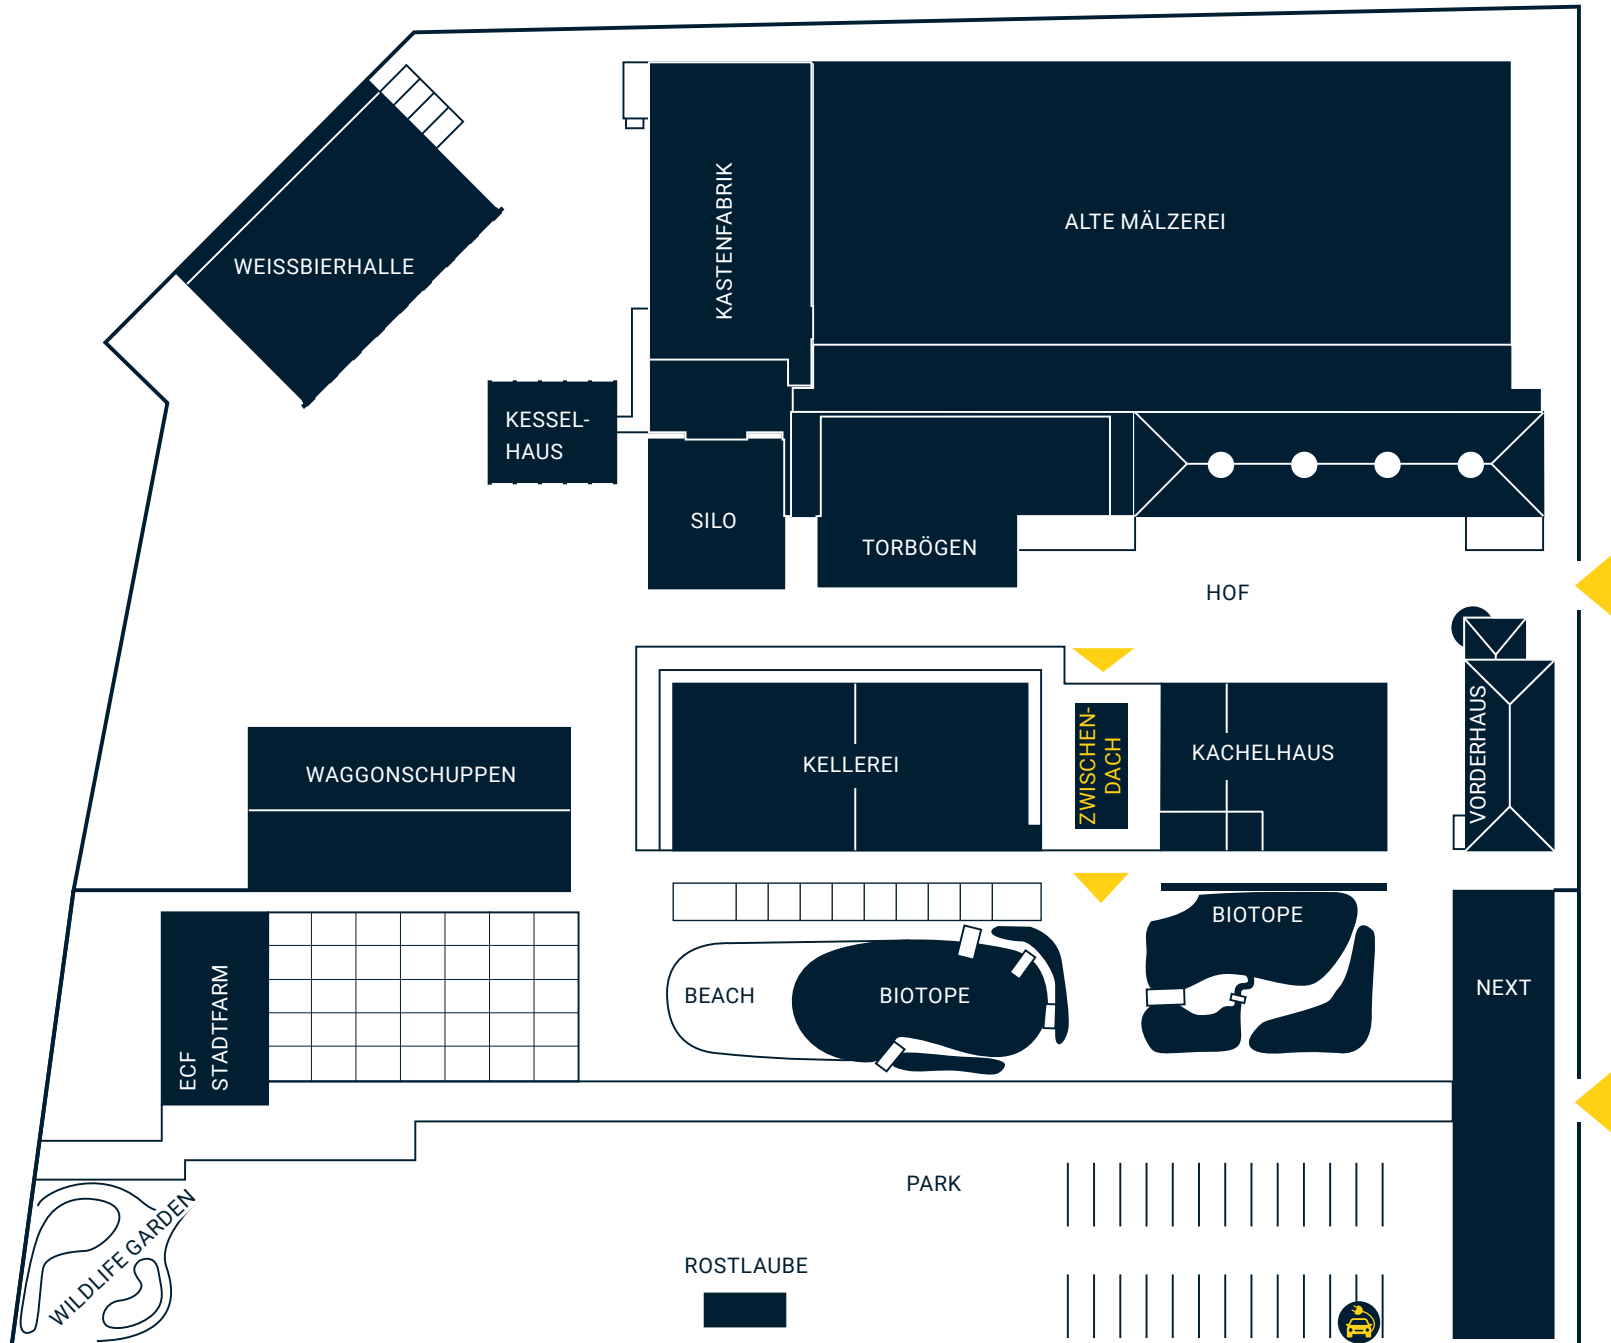 ALTE MÄLZEREI
KASTENFABRIK
WEISSBIERHALLE
KESSEL-
HAUS
SILO
TORBÖGEN
HOF
VORDERHAUS
ZWISCHEN-
DACH
KACHELHAUS
KELLEREI
WAGGONSCHUPPEN
BIOTOPE
NEXT
BEACH
BIOTOPE
ECF
STADTFARM
PARK
WILDLIFE GARDEN
ROSTLAUBE